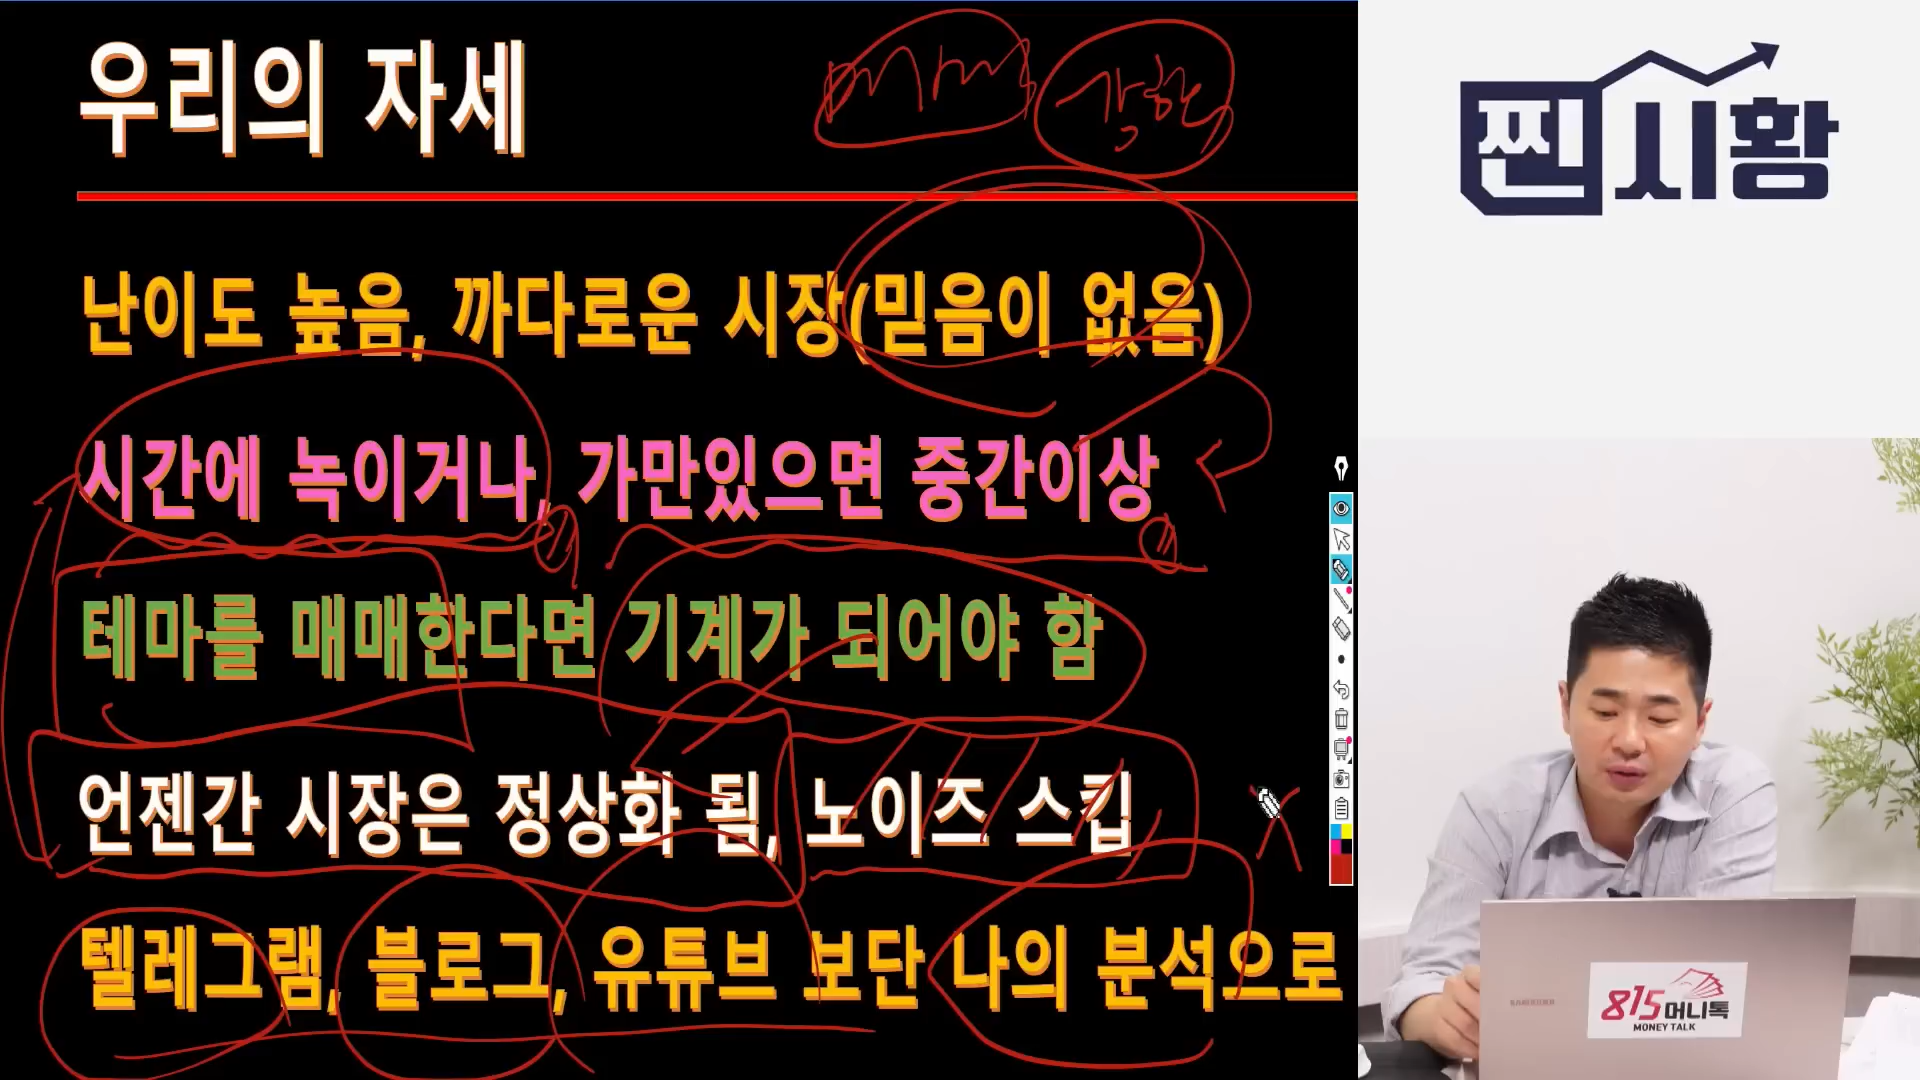 우리의 자세
난이도 높음, 까다로운 시장(믿음이 없음)
시간에 녹이거나, 가만있으면 중간이상
테마를 매매한다면 기계가 되어야 함
언젠간 시장은 정상화 됨, 노이즈 스킵
텔레그램, 블로그, 유튜브 보단 나의 분석으로
찐시황
SAMSUNG
815머니톡
MONEY TALK